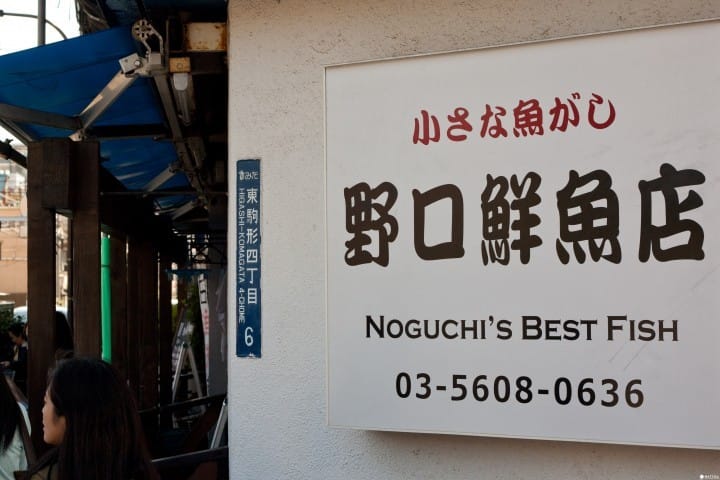 すみだ
東駒形四丁目
HIGASHI-KOMAGATA 4-CHOME
6
小さな魚がし
野口鮮魚店
NOGUCHI'S BEST FISH
03-5608-0636